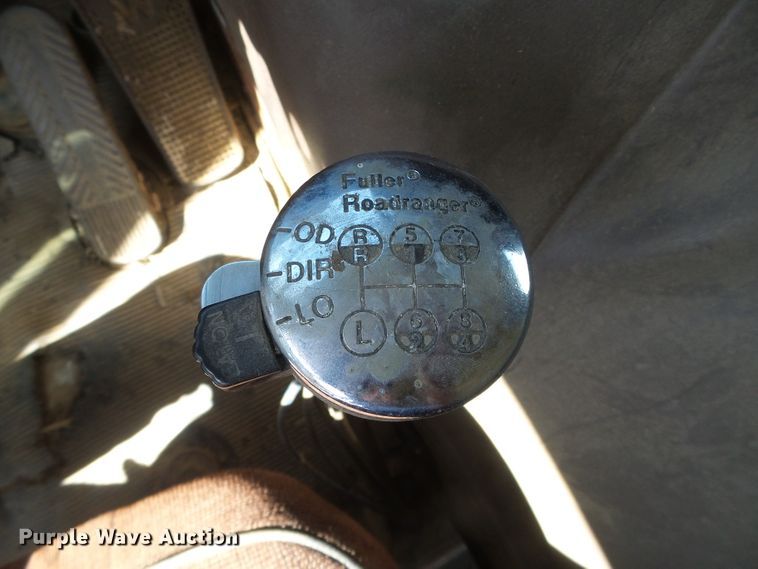 Fuller®
Roadranger®
-OD R 5 7
-DIR R 1 3
-LO L 6 8
2 4
Purple Wave Auction